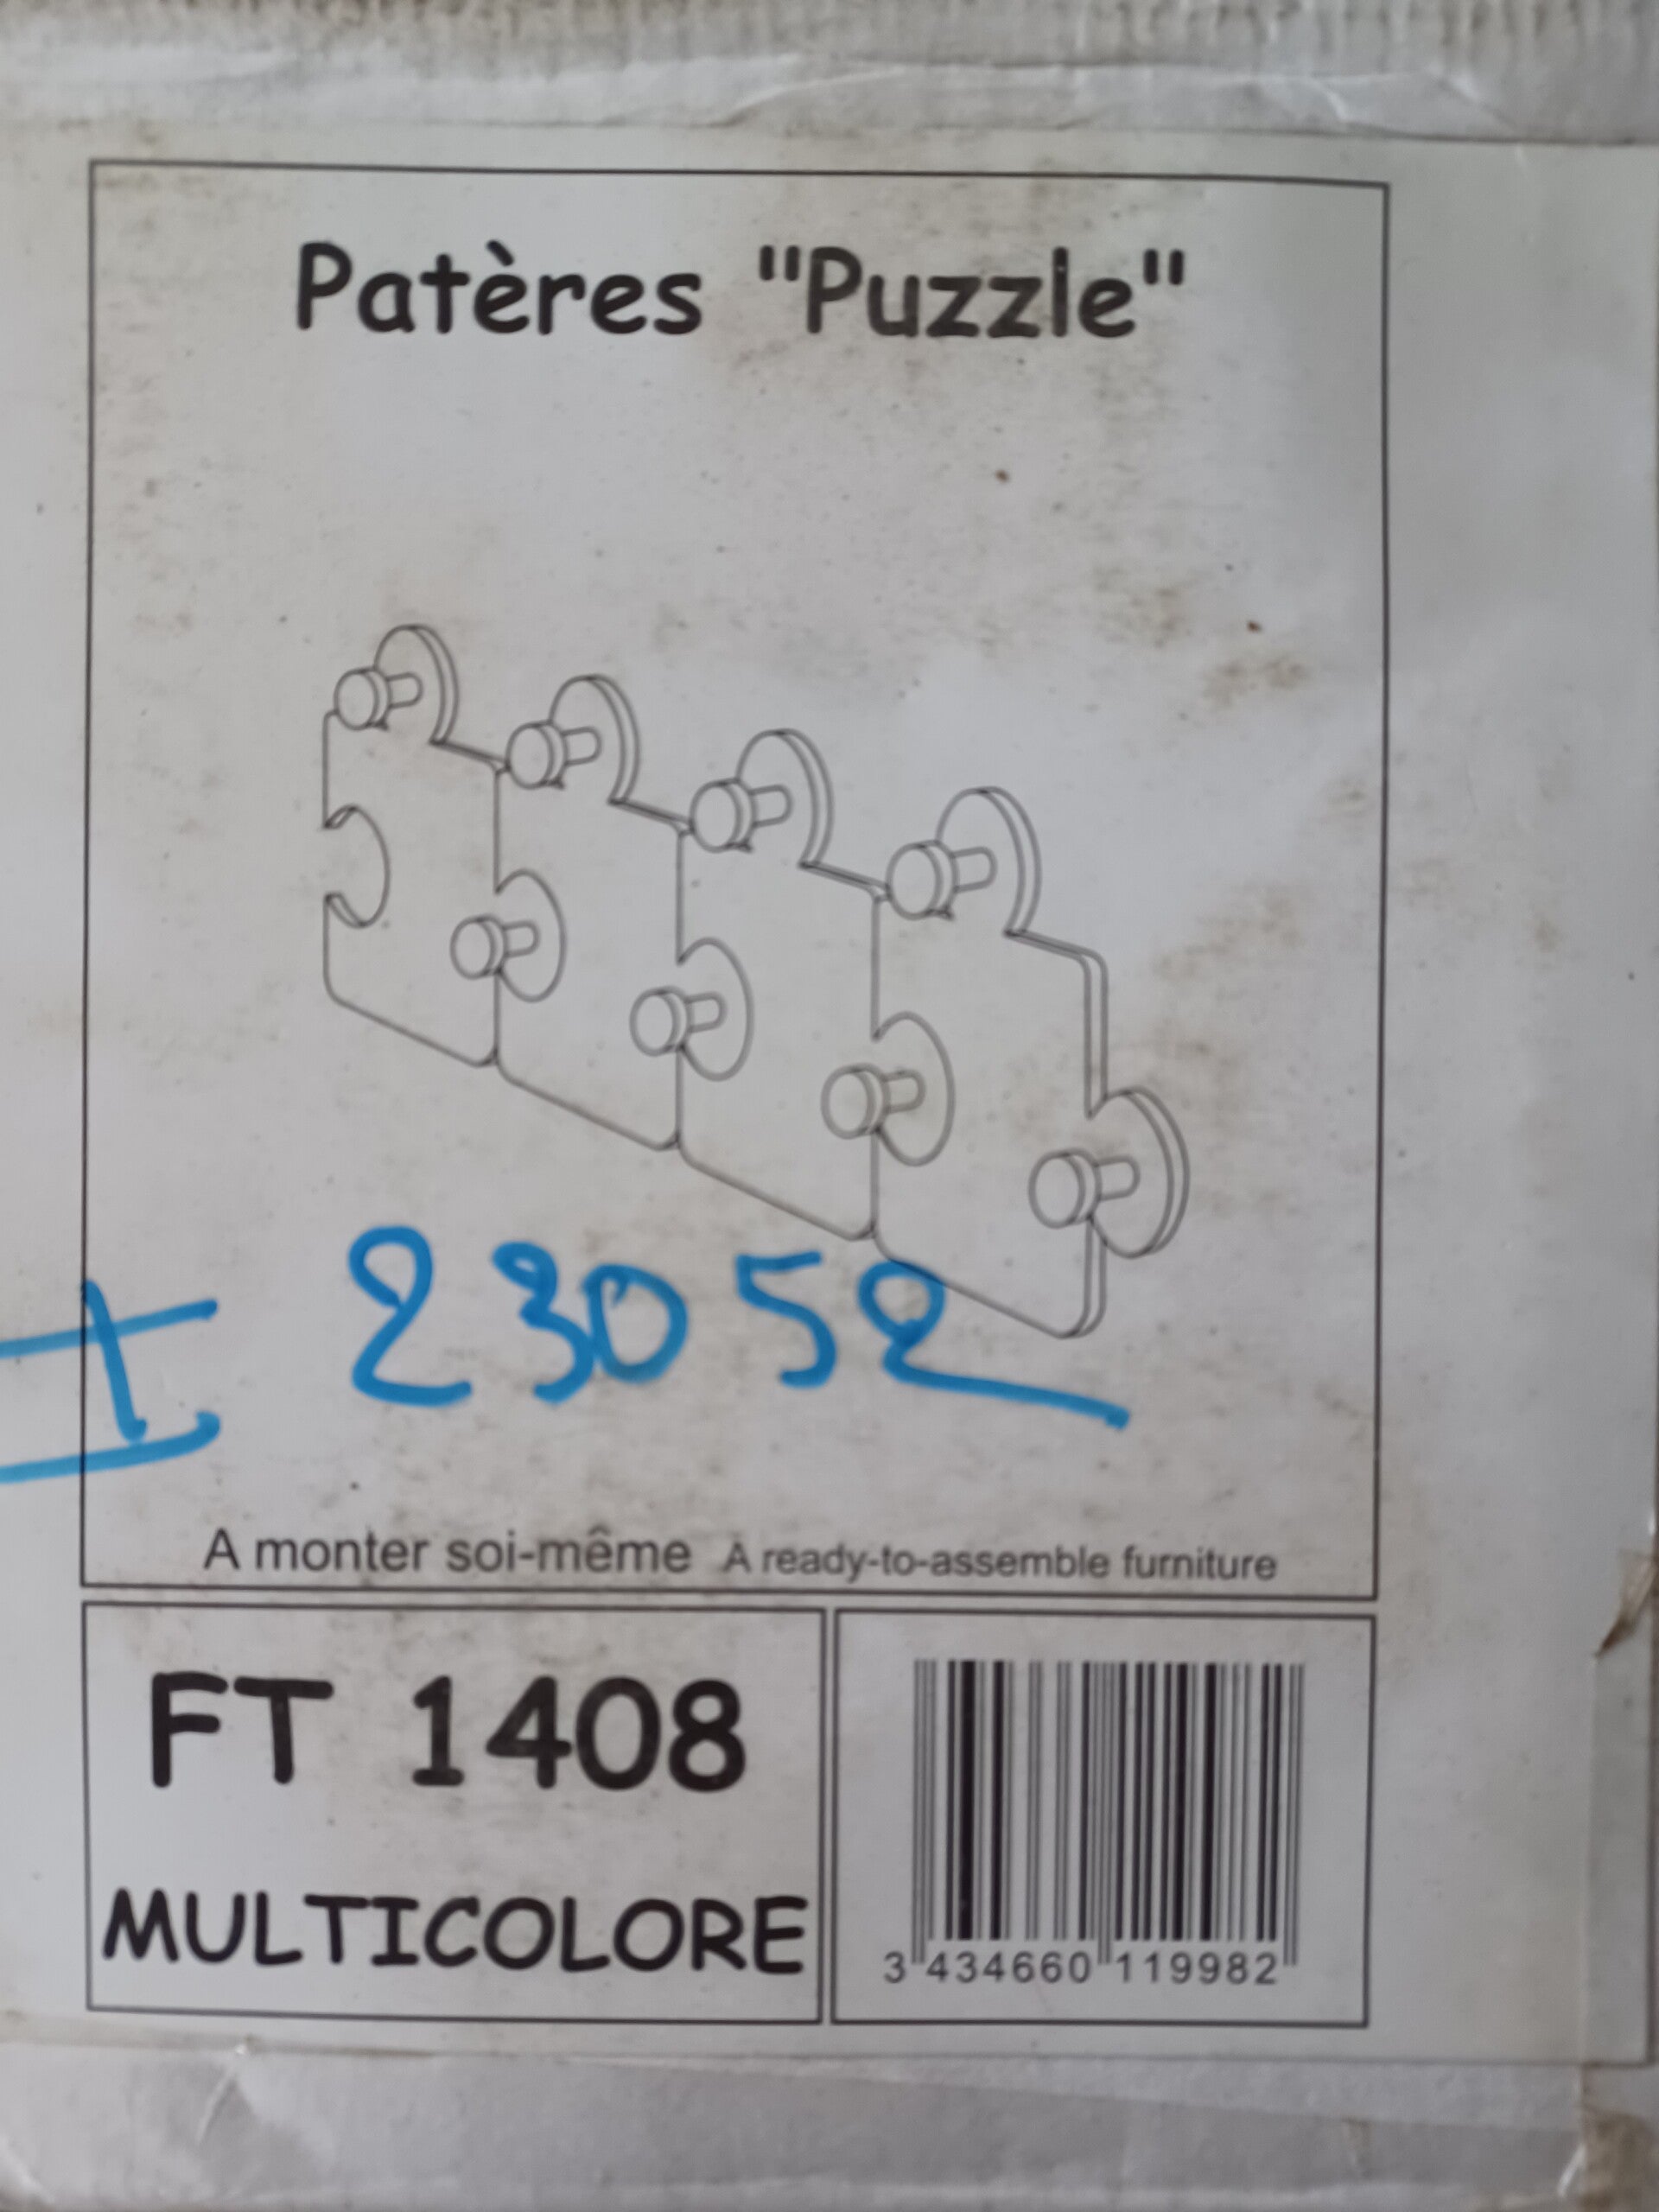 Patères "Puzzle"
23052
A monter soi-même A ready-to-assemble furniture
FT 1408
MULTICOLORE
3 434660 119982